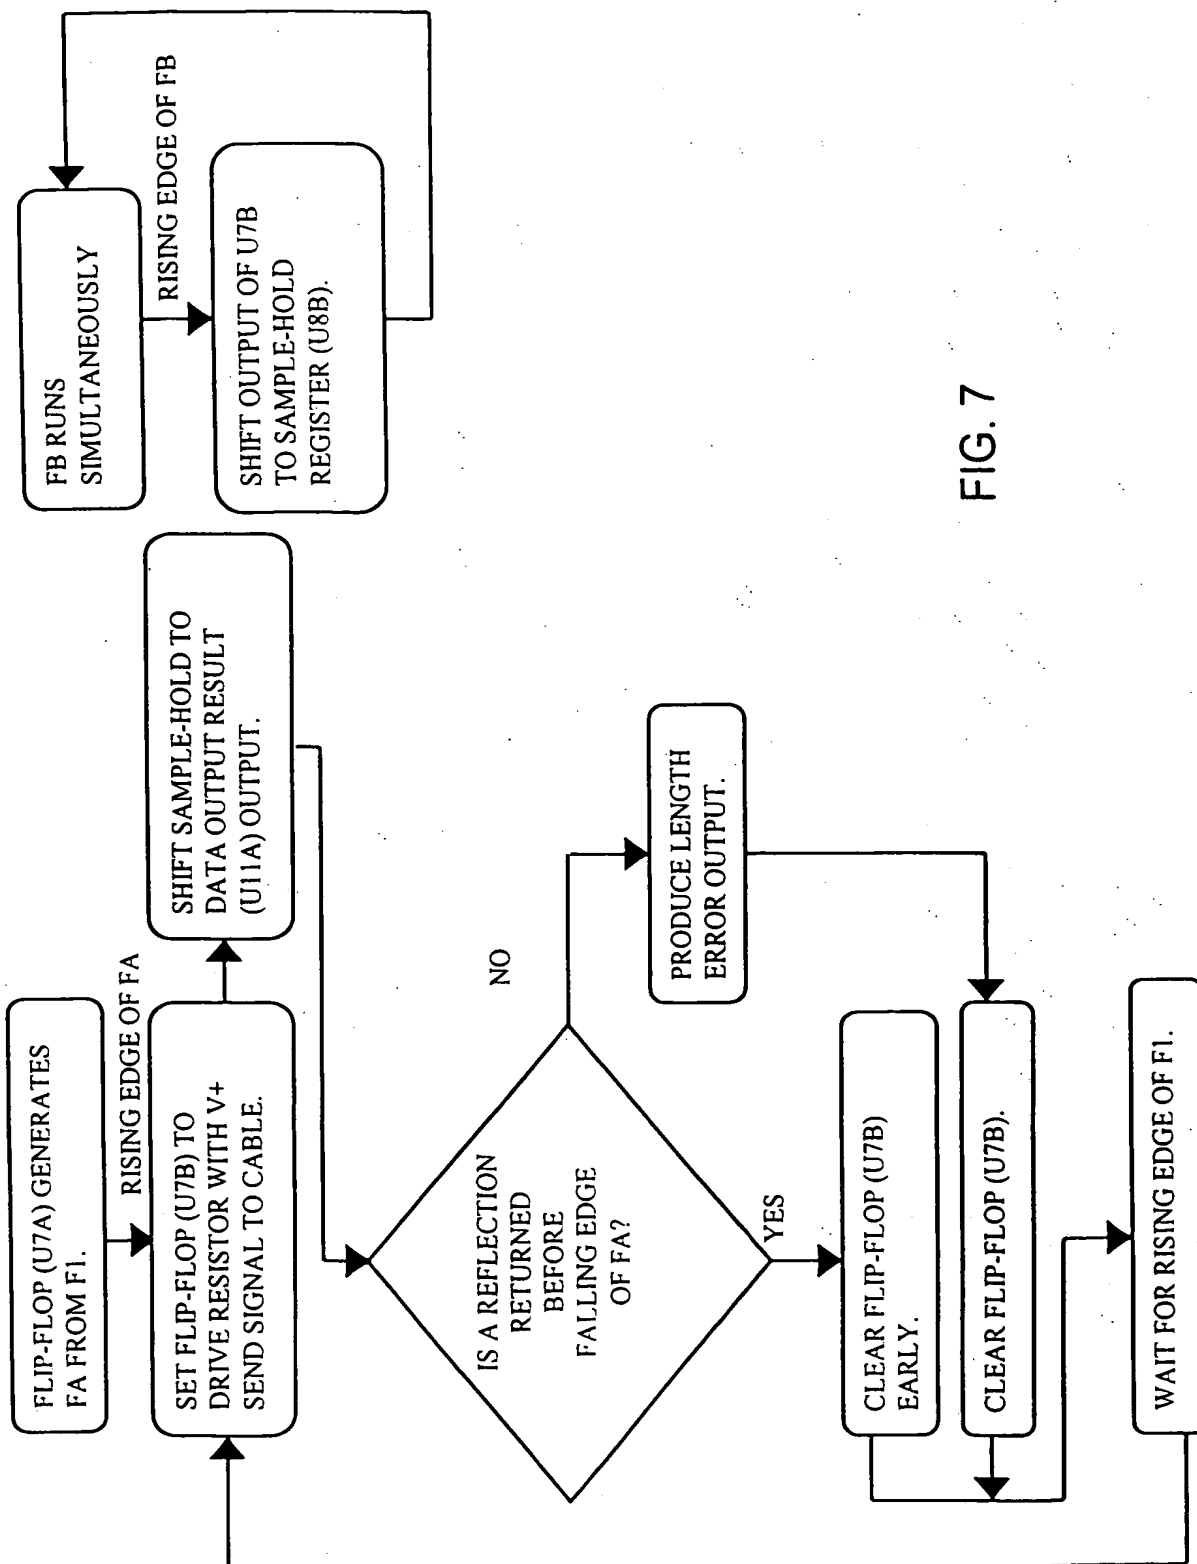 FLIP-FLOP (U7A) GENERATES
FA FROM F1.
RISING EDGE OF FA
SET FLIP-FLOP (U7B) TO
DRIVE RESISTOR WITH V+
SEND SIGNAL TO CABLE.
SHIFT SAMPLE-HOLD TO
DATA OUTPUT RESULT
(U11A) OUTPUT.
FB RUNS
SIMULTANEOUSLY
RISING EDGE OF FB
SHIFT OUTPUT OF U7B
TO SAMPLE-HOLD
REGISTER (U8B).
IS A REFLECTION
RETURNED
BEFORE
FALLING EDGE
OF FA?
NO
PRODUCE LENGTH
ERROR OUTPUT.
YES
CLEAR FLIP-FLOP (U7B)
EARLY.
CLEAR FLIP-FLOP (U7B).
WAIT FOR RISING EDGE OF F1.
FIG. 7